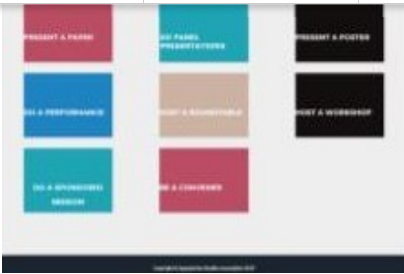 PRESENT A PAPER
DO PANEL
PRESENTATIONS
PRESENT A POSTER
DO A PERFORMANCE
HOST A ROUNDTABLE
HOST A WORKSHOP
DO A SPONSORED
SESSION
BE A CONVENER